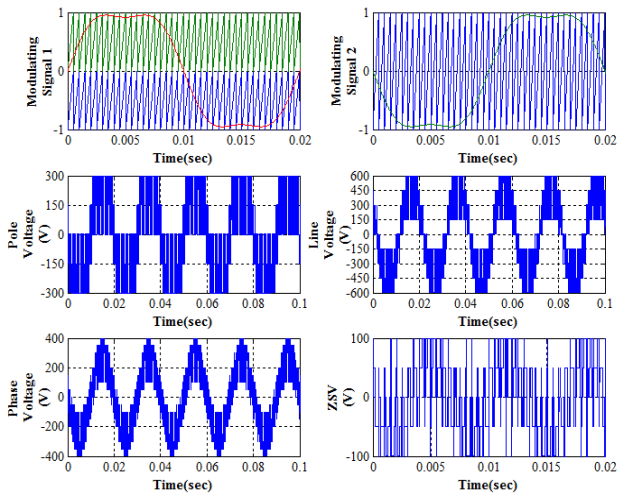 Modulating
Signal 1
1
0
-1
0
0.005
0.01
0.015
0.02
Time(sec)
Modulating
Signal 2
1
0
-1
0
0.005
0.01
0.015
0.02
Time(sec)
Pole
Voltage
(V)
300
150
0
-150
-300
0
0.02
0.04
0.06
0.08
0.1
Time(sec)
Line
Voltage
(V)
600
450
300
150
0
-150
-300
-450
-600
0
0.02
0.04
0.06
0.08
0.1
Time(sec)
Phase
Voltage
(V)
400
200
0
-200
-400
0
0.02
0.04
0.06
0.08
0.1
Time(sec)
ZSV
(V)
100
0
-100
0
0.005
0.01
0.015
0.02
Time(sec)